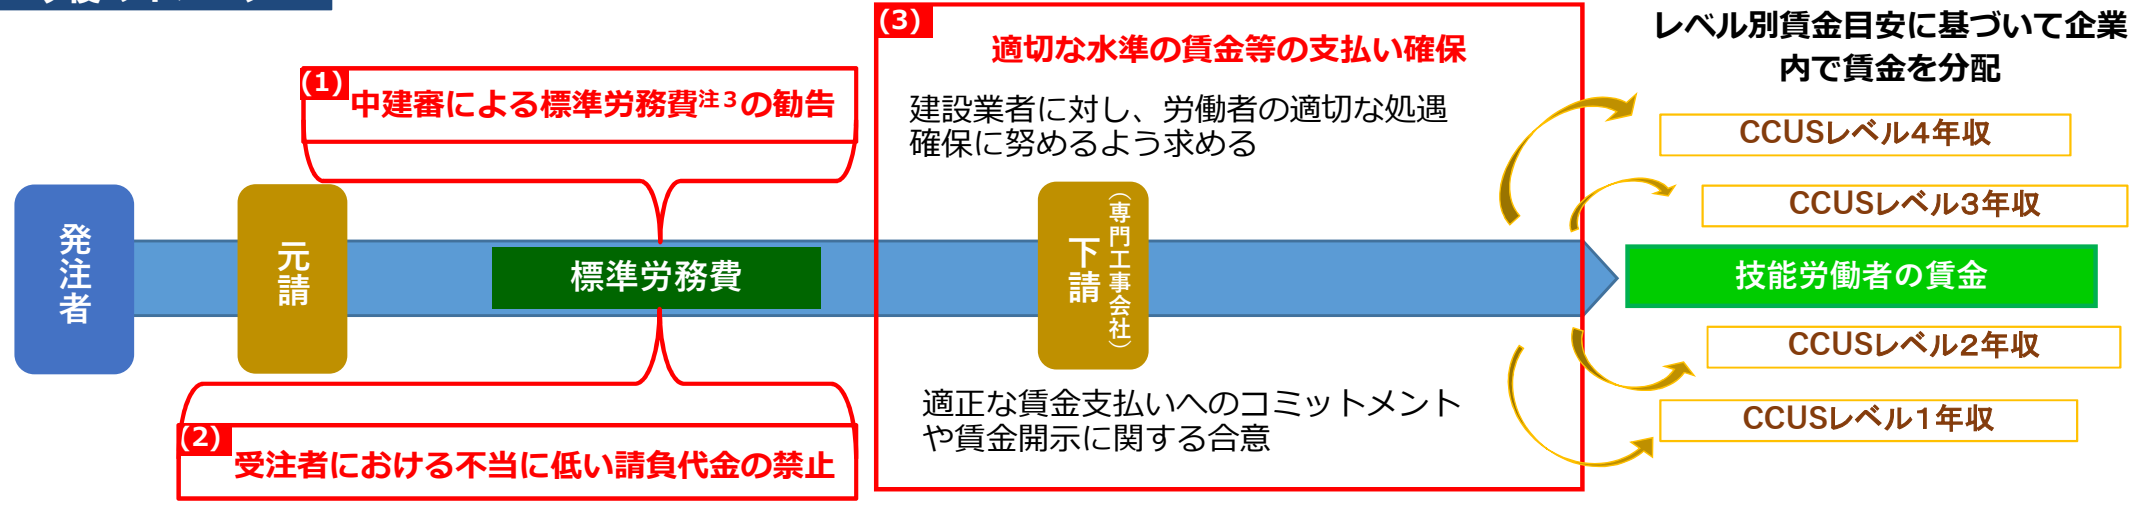 (1)
中建審による標準労務費注3の勧告
(3)
適切な水準の賃金等の支払い確保
建設業者に対し、労働者の適切な処遇
確保に努めるよう求める
レベル別賃金目安に基づいて企業
内で賃金を分配
CCUSレベル4年収
CCUSレベル3年収
発注者
元請
標準労務費
下請
(専門工事会社)
技能労働者の賃金
CCUSレベル2年収
CCUSレベル1年収
適正な賃金支払いへのコミットメント
や賃金開示に関する合意
(2)
受注者における不当に低い請負代金の禁止